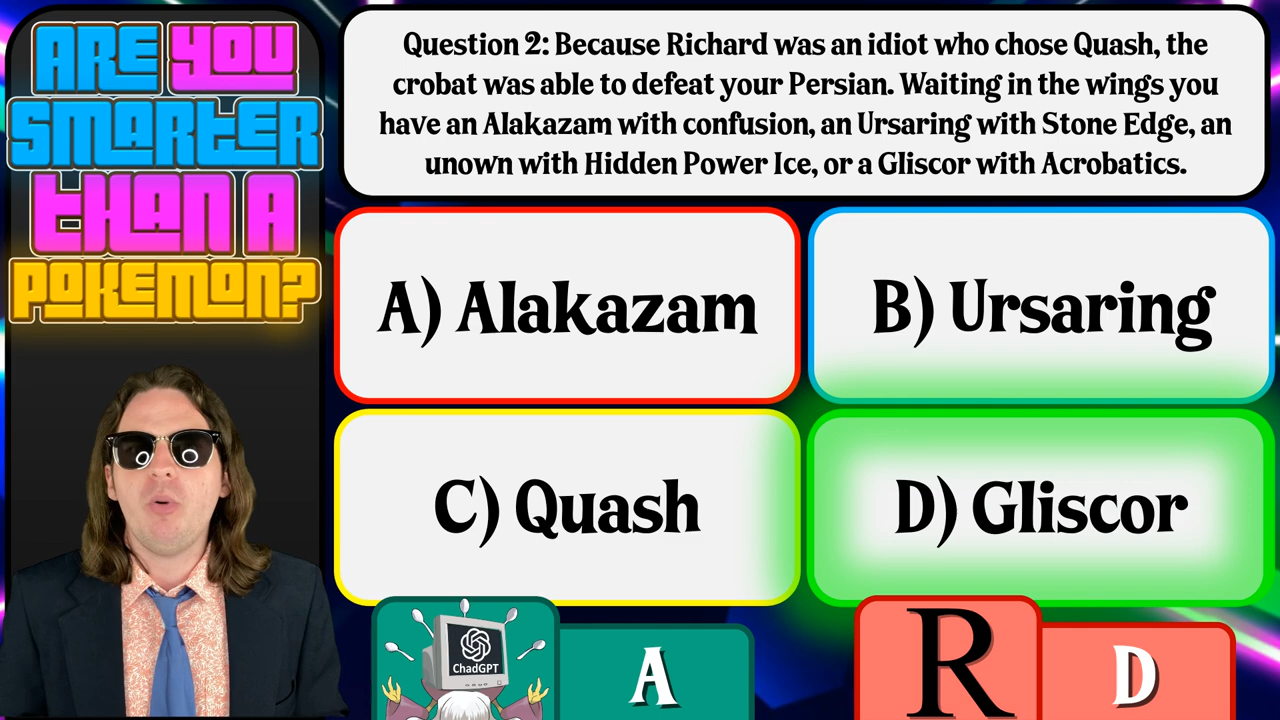 ARE YOU
SMARTER
THAN A
POKEMON?
Question 2: Because Richard was an idiot who chose Quash, the
crobat was able to defeat your Persian. Waiting in the wings you
have an Alakazam with confusion, an Ursaring with Stone Edge, an
unown with Hidden Power Ice, or a Gliscor with Acrobatics.
A) Alakazam
B) Ursaring
C) Quash
D) Gliscor
ChadGPT
A
R
D